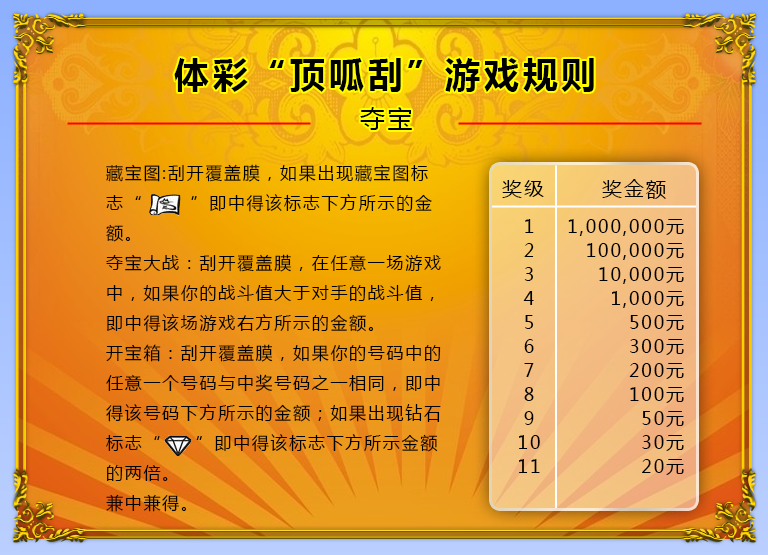 体彩“顶呱刮”游戏规则
夺宝
藏宝图:刮开覆盖膜，如果出现藏宝图标
志“ ”即中得该标志下方所示的金
额。
夺宝大战：刮开覆盖膜，在任意一场游戏
中，如果你的战斗值大于对手的战斗值，
即中得该场游戏右方所示的金额。
开宝箱：刮开覆盖膜，如果你的号码中的
任意一个号码与中奖号码之一相同，即中
得该号码下方所示的金额；如果出现钻石
标志“ ”即中得该标志下方所示金额
的两倍。
兼中兼得。
奖级 奖金额
1 1,000,000元
2 100,000元
3 10,000元
4 1,000元
5 500元
6 300元
7 200元
8 100元
9 50元
10 30元
11 20元